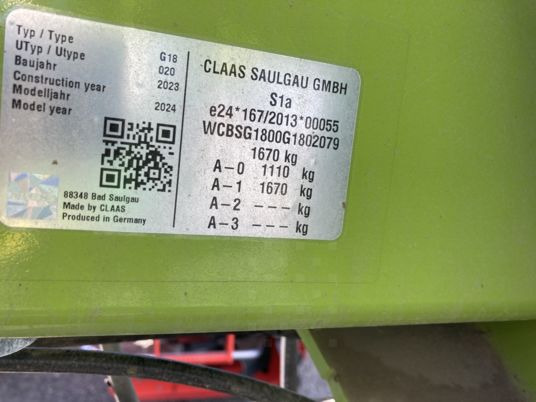 Typ / Type G18
UTyp / Utype 020
Baujahr
Construction year 2023
Modelljahr
Model year 2024
88348 Bad Saulgau
Made by CLAAS
Produced in Germany
CLAAS SAULGAU GMBH
S1a
e24*167/2013*00055
WCBSG1800G1802079
1670 kg
A-0 1110 kg
A-1 1670 kg
A-2 --- kg
A-3 --- kg